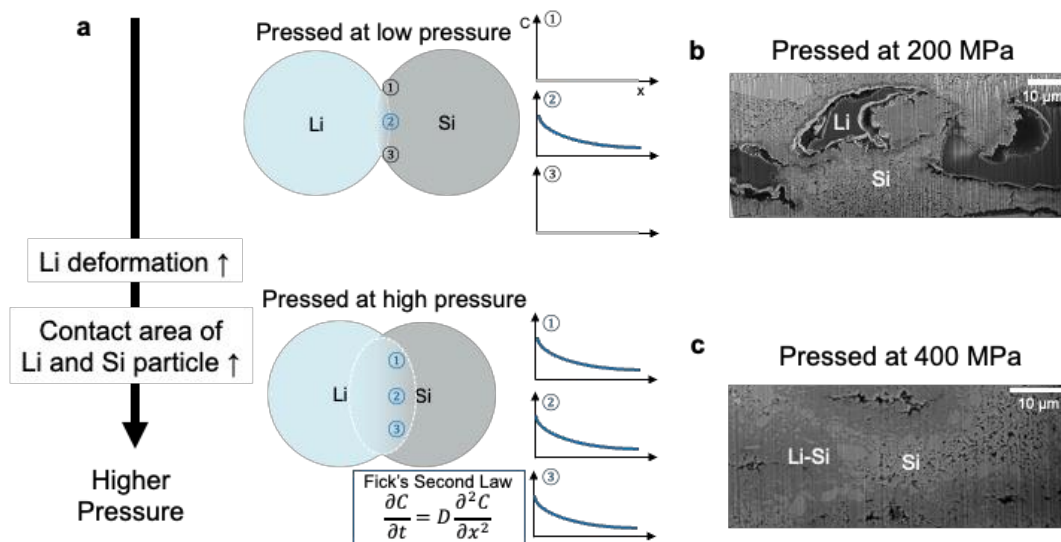 a
Pressed at low pressure
Li
Si
①
②
③
C
①
x
②
③
Li deformation ↑
Contact area of
Li and Si particle ↑
Higher
Pressure
Pressed at high pressure
Li
Si
①
②
③
①
②
③
Fick's Second Law
∂C/∂t = D ∂²C/∂x²
b
Pressed at 200 MPa
10 µm
Li
Si
c
Pressed at 400 MPa
10 µm
Li-Si
Si